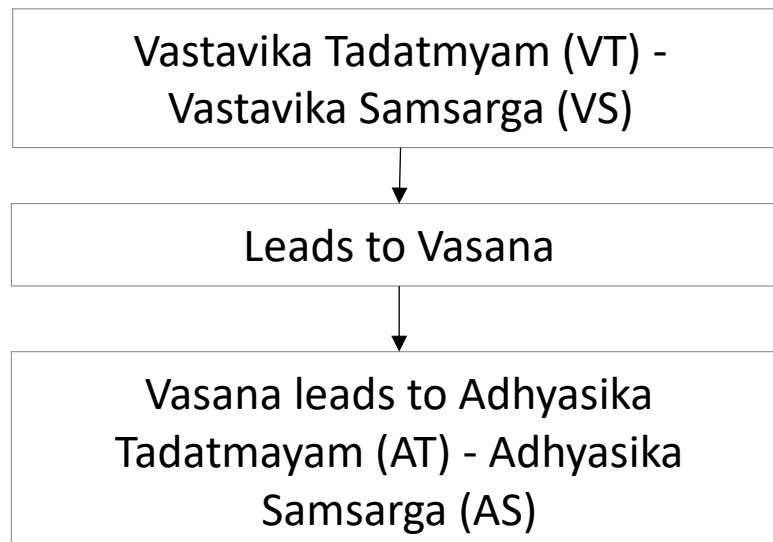 Vastavika Tadatmyam (VT) -
Vastavika Samsarga (VS)
Leads to Vasana
Vasana leads to Adhyasika
Tadatmayam (AT) - Adhyasika
Samsarga (AS)